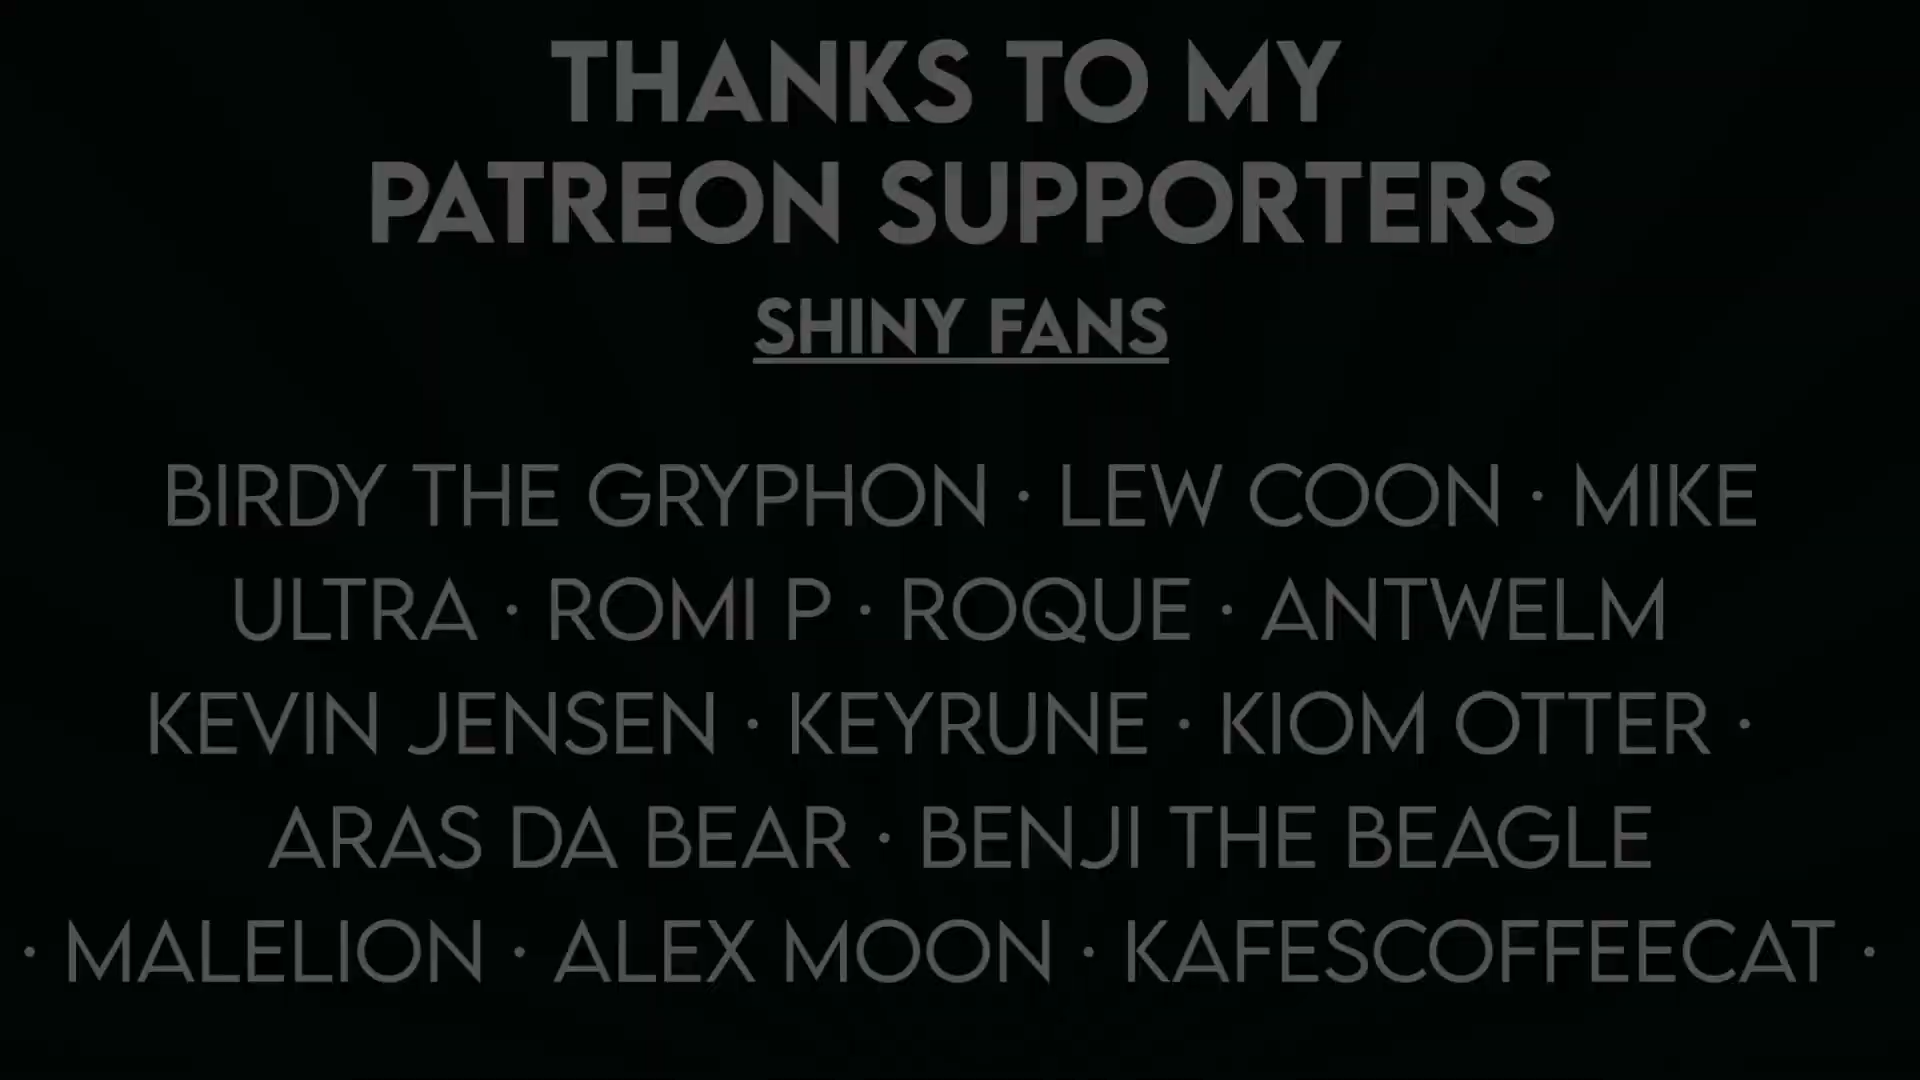 THANKS TO MY
PATREON SUPPORTERS
SHINY FANS
BIRDY THE GRYPHON · LEW COON · MIKE
ULTRA · ROMI P · ROQUE · ANTWELM
KEVIN JENSEN · KEYRUNE · KIOM OTTER ·
ARAS DA BEAR · BENJI THE BEAGLE
· MALELION · ALEX MOON · KAFESCOFFEECAT ·